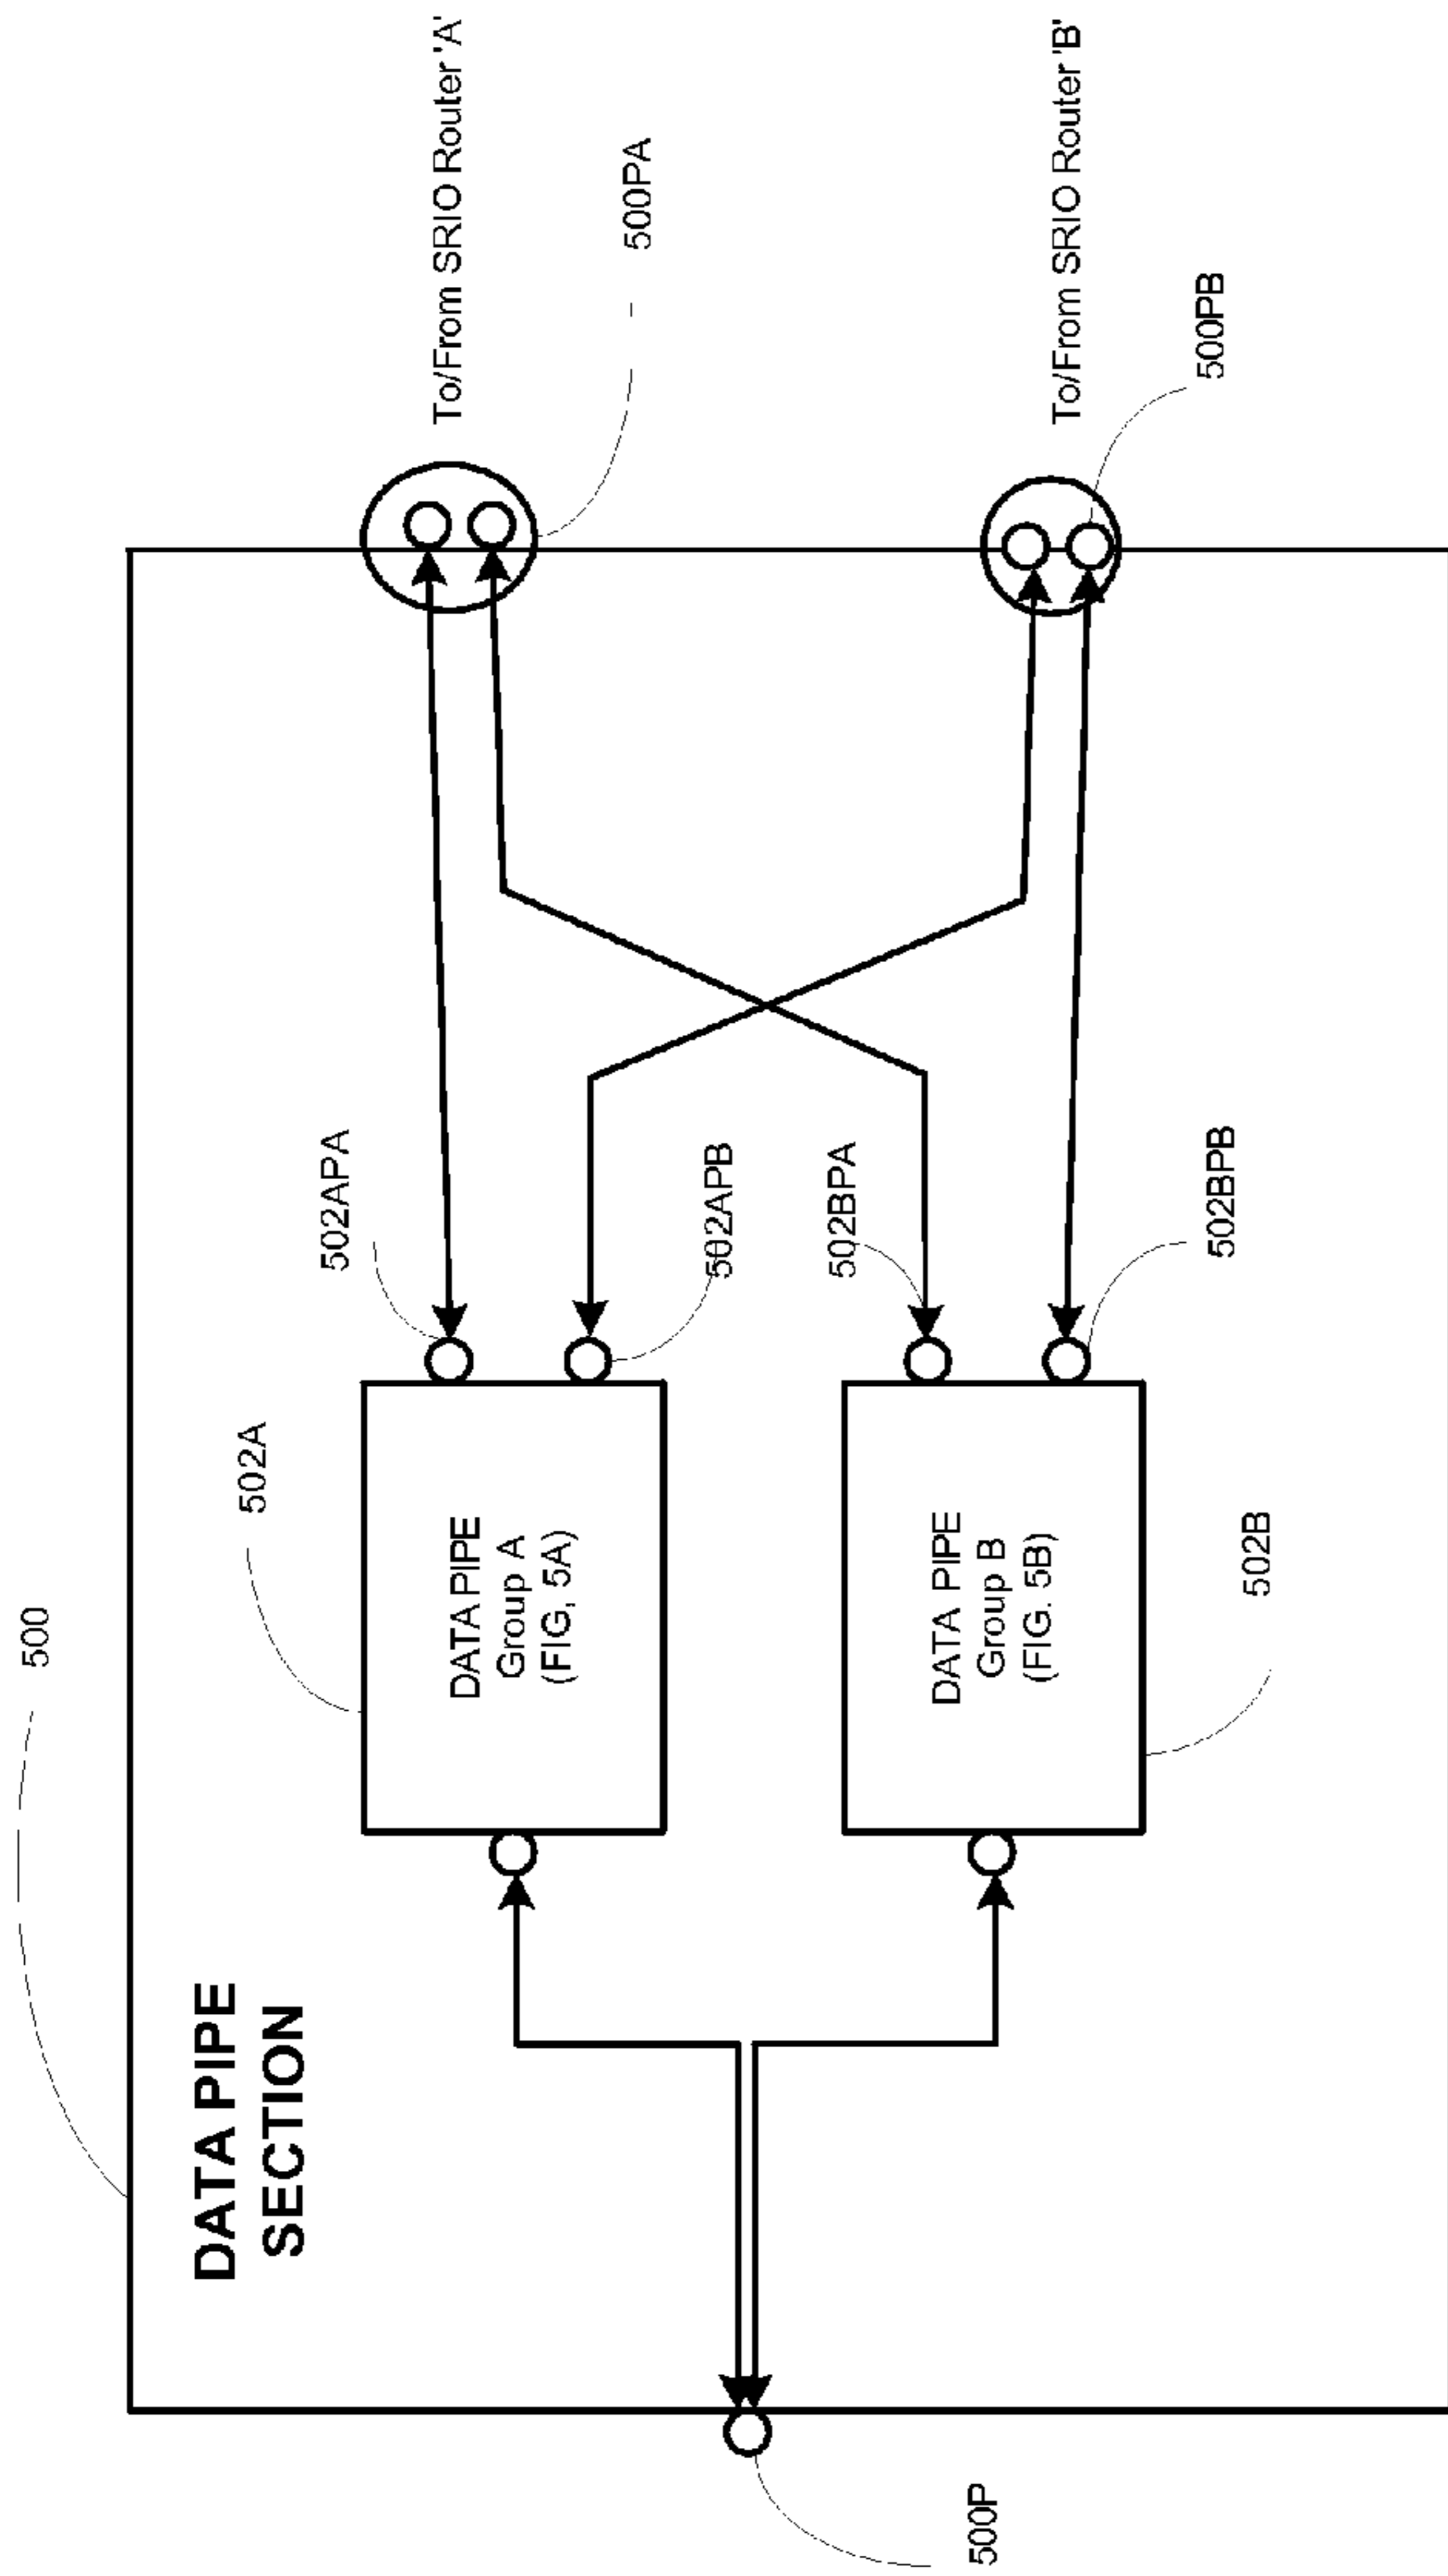 500
DATA PIPE
SECTION
502A
502APA
To/From SRIO Router 'A'
500PA
DATA PIPE
Group A
(FIG, 5A)
502APB
502BPA
DATA PIPE
Group B
(FIG. 5B)
500P
To/From SRIO Router 'B'
500PB
502BPB
502B